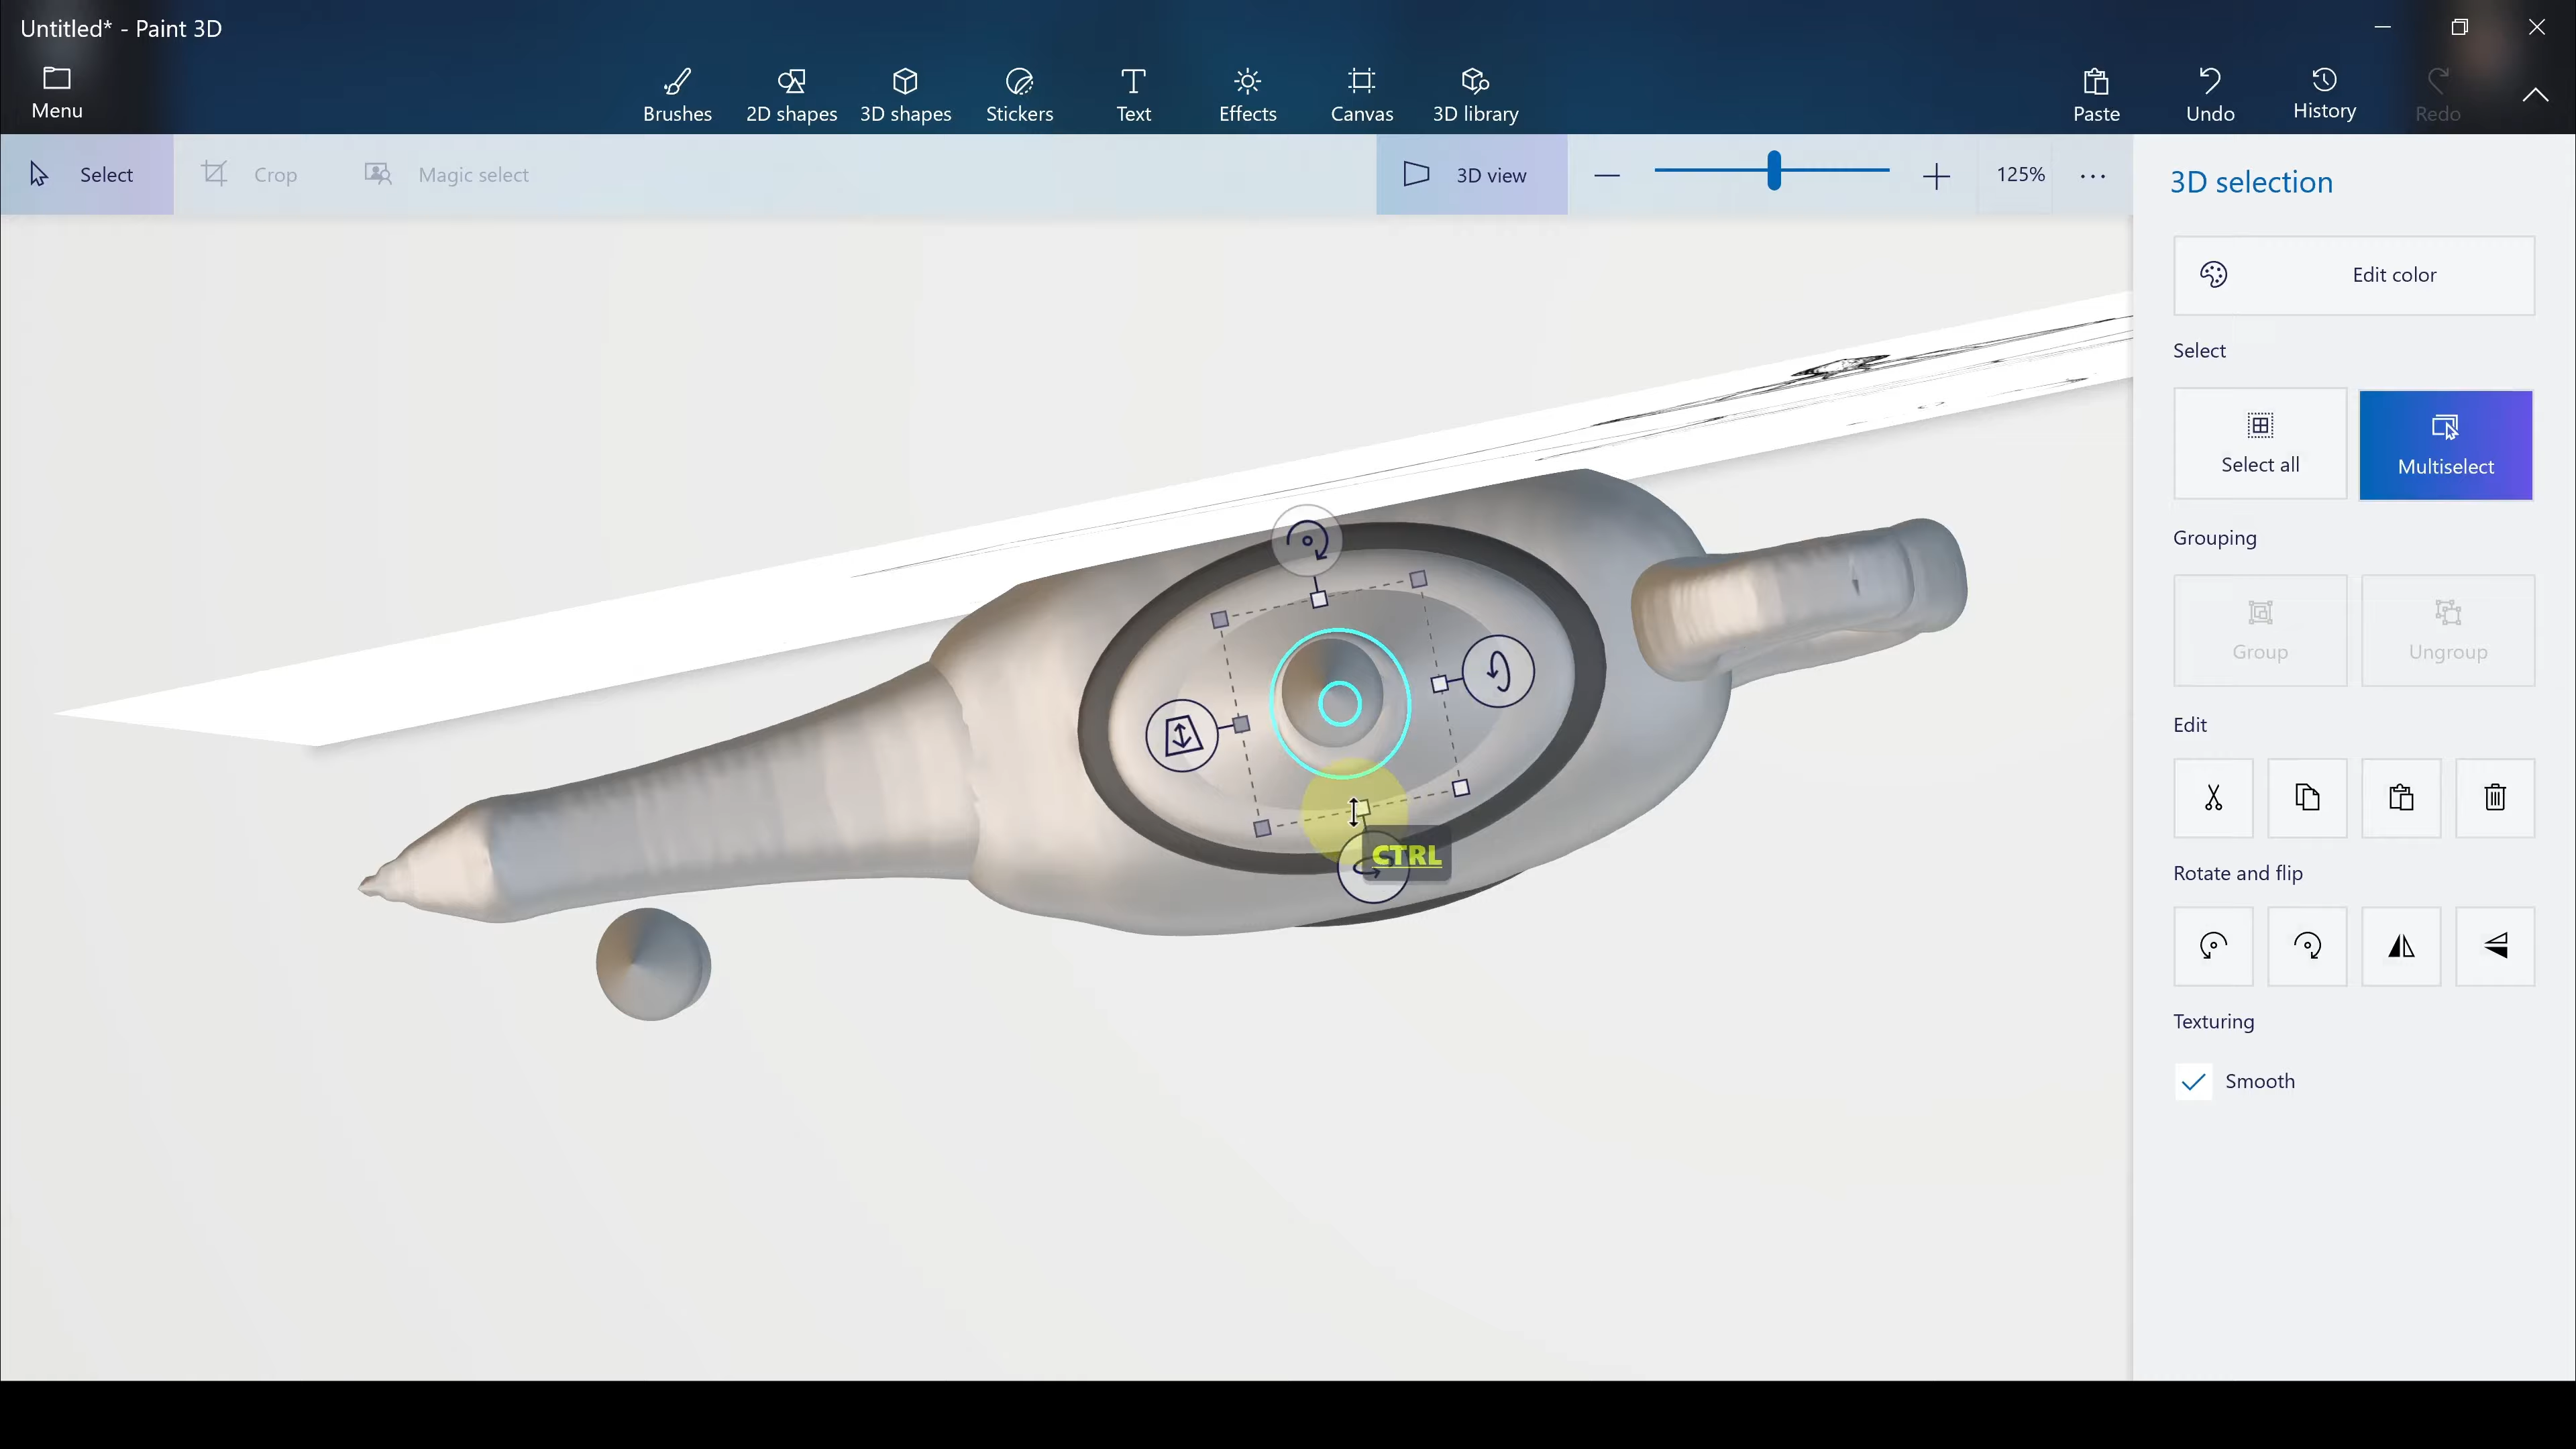 Untitled* - Paint 3D
Menu
Brushes
2D shapes
3D shapes
Stickers
Text
Effects
Canvas
3D library
Paste
Undo
History
Redo
Select
Crop
Magic select
3D view
125%
3D selection
Edit color
Select
Select all
Multiselect
Grouping
Group
Ungroup
Edit
Rotate and flip
Texturing
Smooth
CTRL